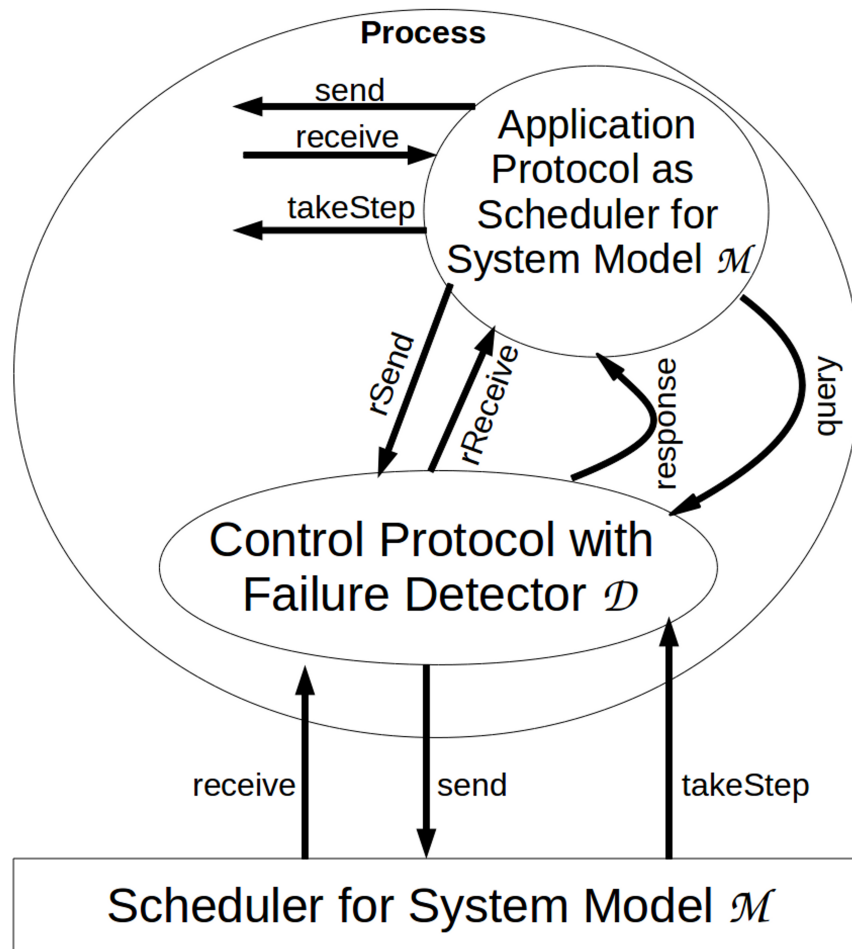 Process
send
receive
takeStep
Application
Protocol as
Scheduler for
System Model ℳ
rSend
rReceive
response
query
Control Protocol with
Failure Detector 𝒟
receive
send
takeStep
Scheduler for System Model ℳ